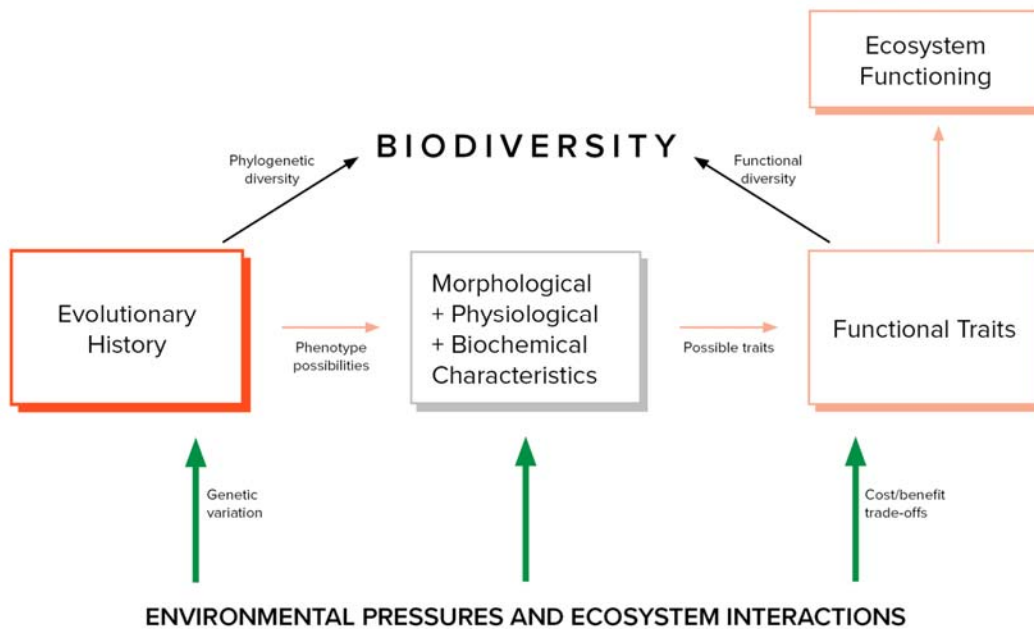 Ecosystem
Functioning
BIODIVERSITY
Phylogenetic
diversity
Functional
diversity
Evolutionary
History
Phenotype
possibilities
Morphological
+ Physiological
+ Biochemical
Characteristics
Possible traits
Functional Traits
Genetic
variation
Cost/benefit
trade-offs
ENVIRONMENTAL PRESSURES AND ECOSYSTEM INTERACTIONS